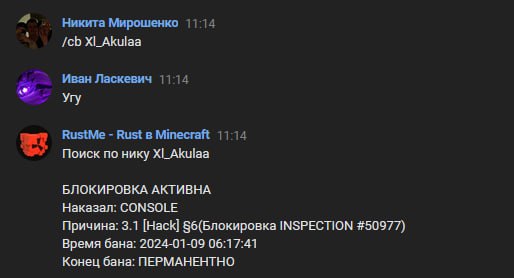 Никита Мирошенко 11:14
/cb Xl_Akulaa
Иван Ласкевич 11:14
Угу
RustMe - Rust в Minecraft 11:14
Поиск по нику Xl_Akulaa
БЛОКИРОВКА АКТИВНА
Наказал: CONSOLE
Причина: 3.1 [Hack] §6(Блокировка INSPECTION #50977)
Время бана: 2024-01-09 06:17:41
Конец бана: ПЕРМАНЕНТНО